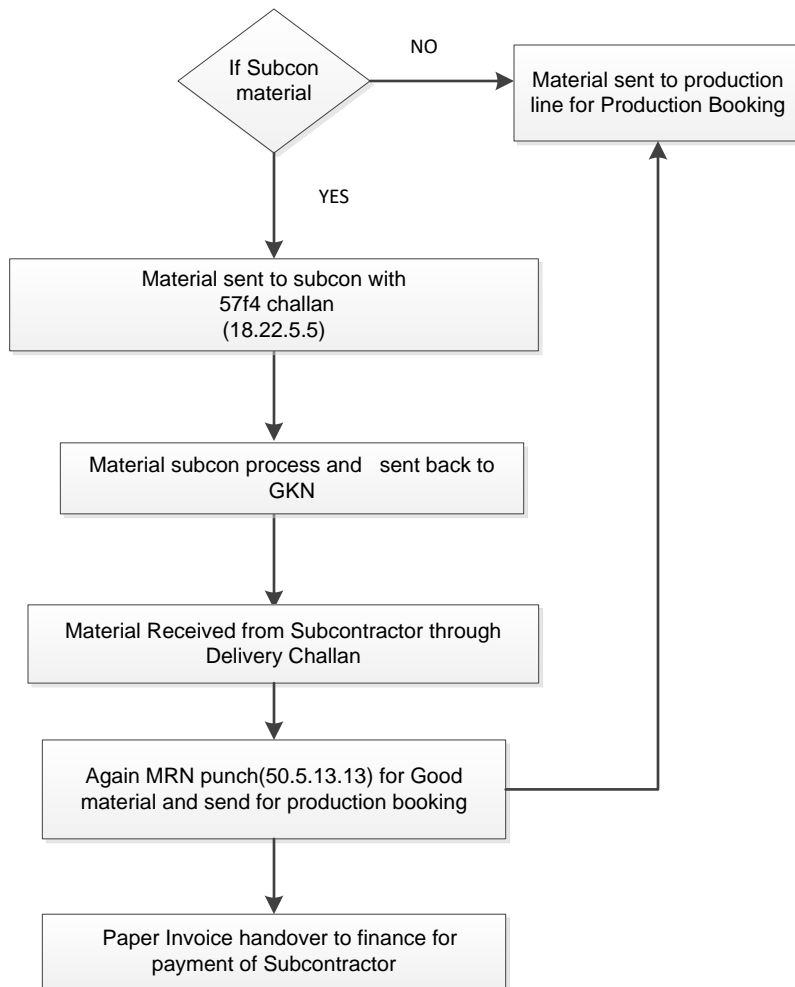 If Subcon
material
NO
Material sent to production
line for Production Booking
YES
Material sent to subcon with
57f4 challan
(18.22.5.5)
Material subcon process and   sent back to
GKN
Material Received from Subcontractor through
Delivery Challan
Again MRN punch(50.5.13.13) for Good
material and send for production booking
Paper Invoice handover to finance for
payment of Subcontractor